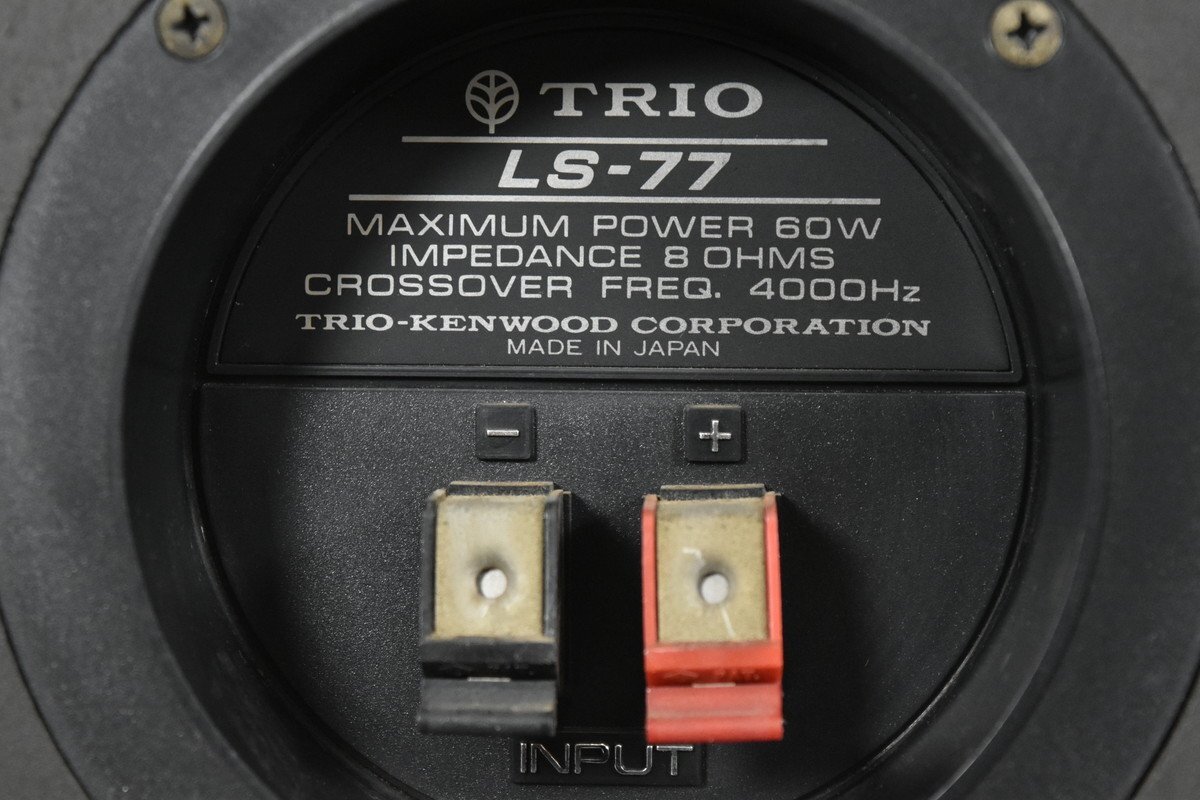 TRIO
LS-77
MAXIMUM POWER 60W
IMPEDANCE 8 OHMS
CROSSOVER FREQ. 4000Hz
TRIO-KENWOOD CORPORATION
MADE IN JAPAN
- +
INPUT